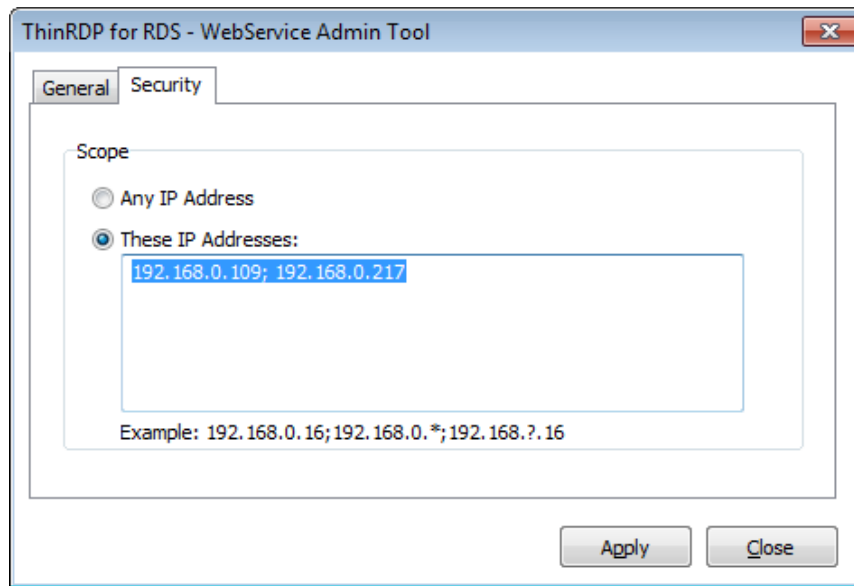 ThinRDP for RDS - WebService Admin Tool
General
Security
Scope
Any IP Address
These IP Addresses:
192.168.0.109; 192.168.0.217
Example: 192.168.0.16;192.168.0.*;192.168.?.16
Apply
Close